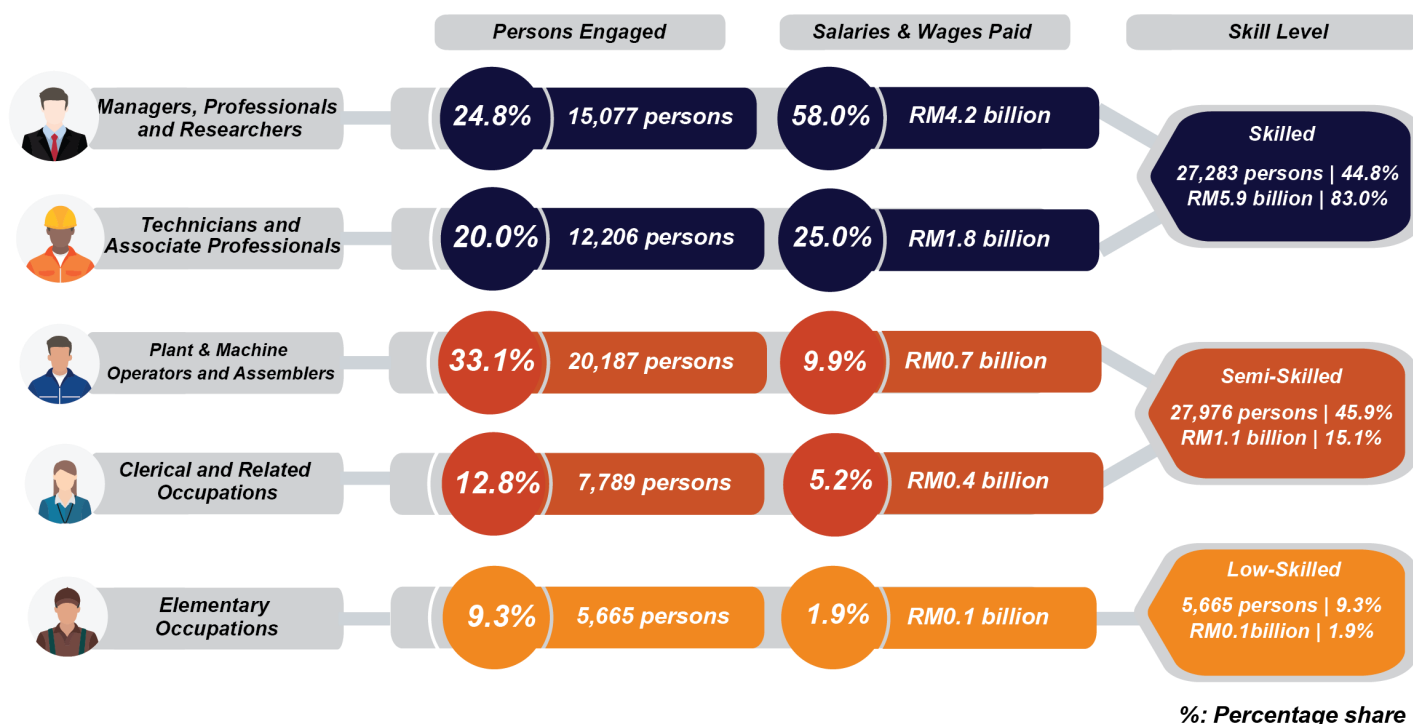 Persons Engaged
Salaries & Wages Paid
Skill Level
Managers, Professionals
and Researchers
24.8%
15,077 persons
58.0%
RM4.2 billion
Technicians and
Associate Professionals
20.0%
12,206 persons
25.0%
RM1.8 billion
Skilled
27,283 persons | 44.8%
RM5.9 billion | 83.0%
Plant & Machine
Operators and Assemblers
33.1%
20,187 persons
9.9%
RM0.7 billion
Clerical and Related
Occupations
12.8%
7,789 persons
5.2%
RM0.4 billion
Semi-Skilled
27,976 persons | 45.9%
RM1.1 billion | 15.1%
Elementary
Occupations
9.3%
5,665 persons
1.9%
RM0.1 billion
Low-Skilled
5,665 persons | 9.3%
RM0.1billion | 1.9%
%: Percentage share